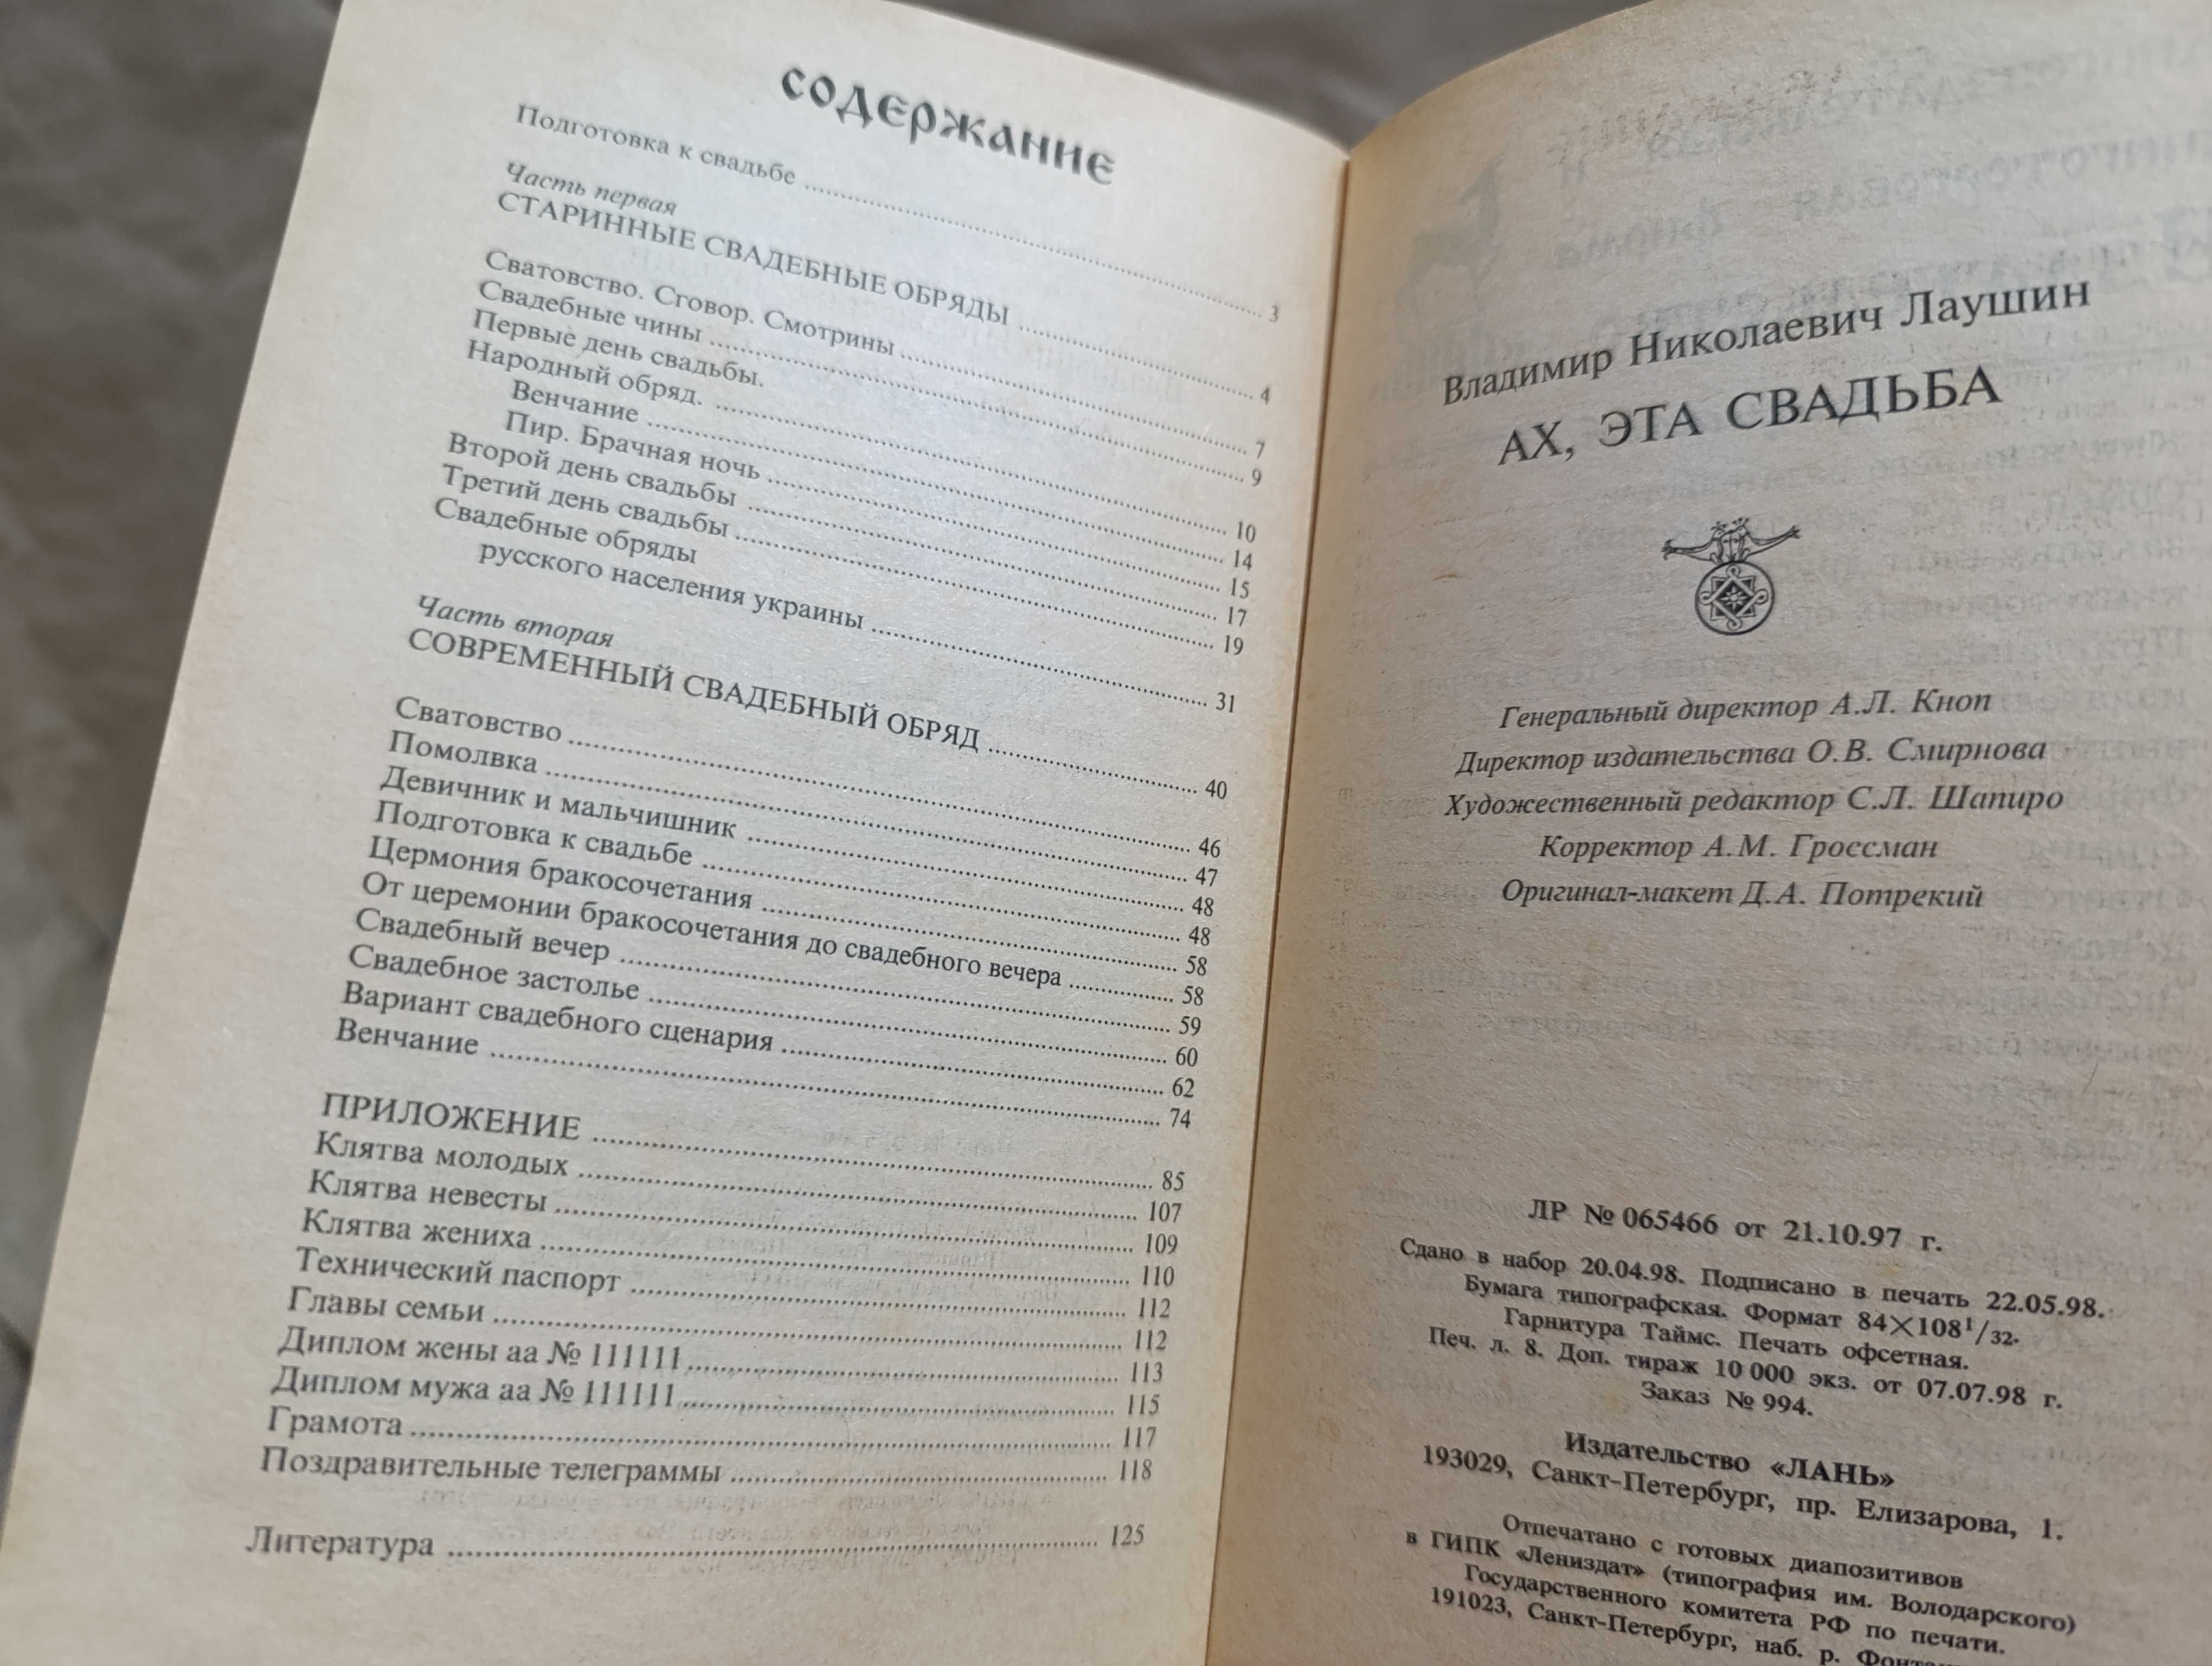 содержание
Подготовка к свадьбе ........ 3
Часть первая
СТАРИННЫЕ СВАДЕБНЫЕ ОБРЯДЫ ........ 4
Сватовство. Сговор. Смотрины ........ 7
Свадебные чины ........ 9
Первые день свадьбы.
Народный обряд. ........ 10
Венчание ........ 14
Пир. Брачная ночь ........ 15
Второй день свадьбы ........ 17
Третий день свадьбы ........ 19
Свадебные обряды
русского населения украины ........ 31
Часть вторая
СОВРЕМЕННЫЙ СВАДЕБНЫЙ ОБРЯД ........ 40
Сватовство ........ 46
Помолвка ........ 47
Девичник и мальчишник ........ 48
Подготовка к свадьбе ........ 48
Цермония бракосочетания ........ 58
От церемонии бракосочетания до свадебного вечера ........ 58
Свадебный вечер ........ 59
Свадебное застолье ........ 60
Вариант свадебного сценария ........ 62
Венчание ........ 74
ПРИЛОЖЕНИЕ ........ 85
Клятва молодых ........ 107
Клятва невесты ........ 109
Клятва жениха ........ 110
Технический паспорт ........ 112
Главы семьи ........ 112
Диплом жены аа № 111111 ........ 113
Диплом мужа аа № 111111 ........ 115
Грамота ........ 117
Поздравительные телеграммы ........ 118
Литература ........ 125
Владимир Николаевич Лаушин
АХ, ЭТА СВАДЬБА
Генеральный директор А.Л. Кноп
Директор издательства О.В. Смирнова
Художественный редактор С.Л. Шапиро
Корректор А.М. Гроссман
Оригинал-макет Д.А. Потрекий
ЛР № 065466 от 21.10.97 г.
Сдано в набор 20.04.98. Подписано в печать 22.05.98.
Бумага типографская. Формат 84×108¹/₃₂.
Гарнитура Таймс. Печать офсетная.
Печ. л. 8. Доп. тираж 10 000 экз. от 07.07.98 г.
Заказ № 994.
Издательство «ЛАНЬ»
193029, Санкт-Петербург, пр. Елизарова, 1.
Отпечатано с готовых диапозитивов
в ГИПК «Лениздат» (типография им. Володарского)
Государственного комитета РФ по печати.
191023, Санкт-Петербург, наб. р.